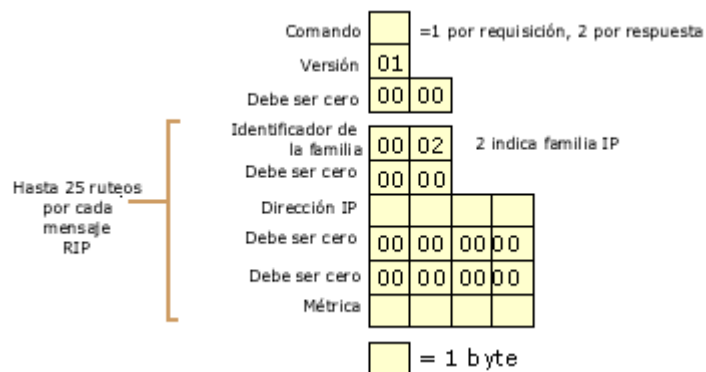 Comando =1 por requisición, 2 por respuesta
Versión 01
Debe ser cero 00 00
Identificador de
la familia 00 02 2 indica familia IP
Debe ser cero 00 00
Hasta 25 ruteos
por cada
mensaje
RIP
Dirección IP
Debe ser cero 00 00 00 00
Debe ser cero 00 00 00 00
Métrica
= 1 byte